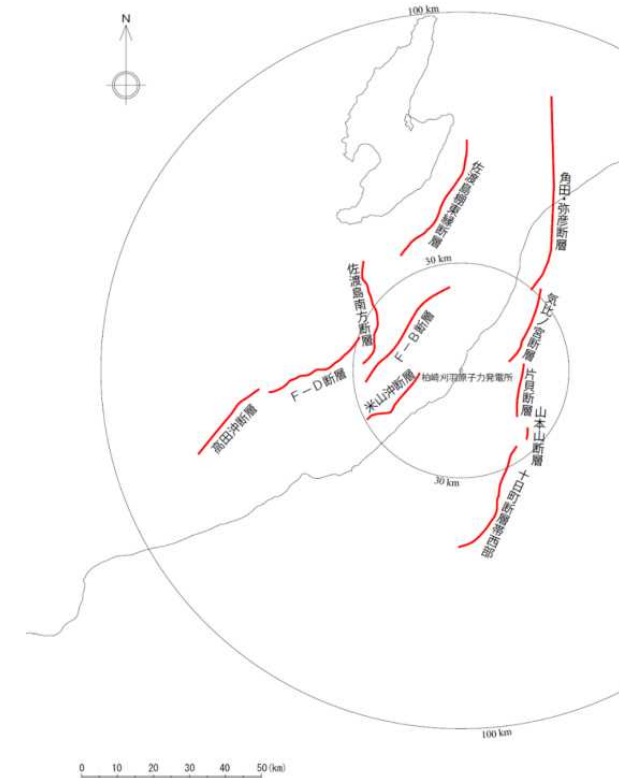 N
100 km
佐渡島棚東縁断層
角田・弥彦断層
30 km
佐渡島南方断層
F－B断層
気比ノ宮断層
F－D断層
米山沖断層
柏崎刈羽原子力発電所
片貝断層
高田沖断層
山本山断層
30 km
十日町断層帯西部
100 km
0 10 20 30 40 50(km)